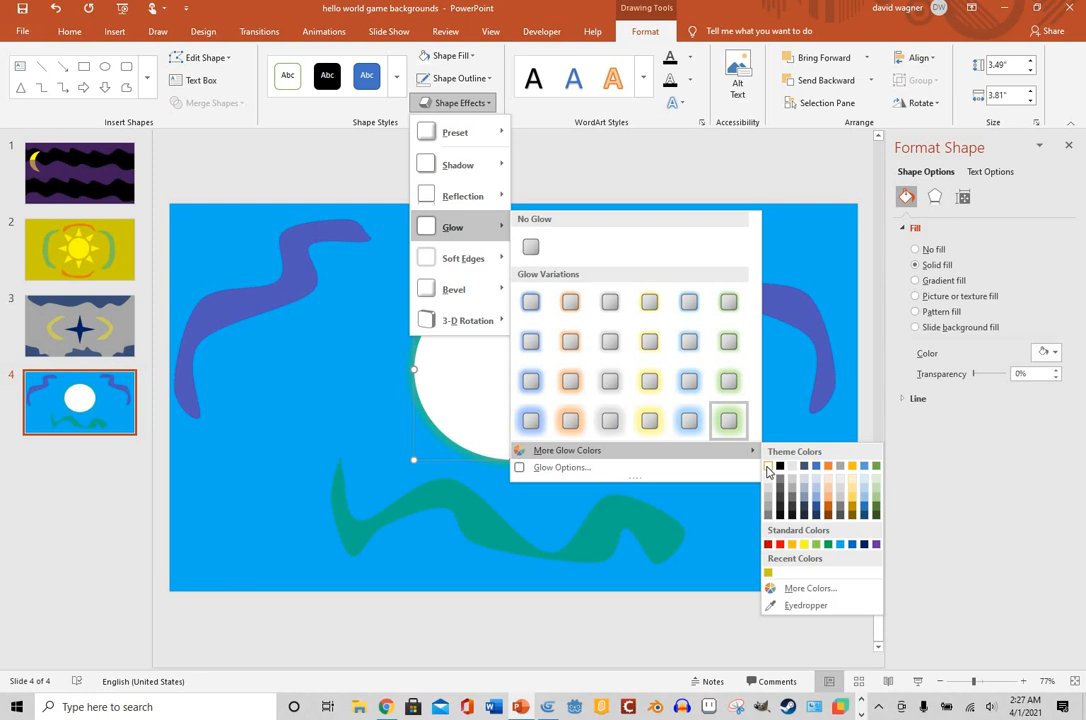 hello world game backgrounds - PowerPoint
Drawing Tools
david wagner
DW
File
Home
Insert
Draw
Design
Transitions
Animations
Slide Show
Review
View
Developer
Help
Format
Tell me what you want to do
Share
Edit Shape
Text Box
Merge Shapes
Insert Shapes
Abc
Abc
Abc
Shape Fill
Shape Outline
Shape Effects
Shape Styles
A
A
A
A
A
A
WordArt Styles
Alt
Text
Accessibility
Bring Forward
Send Backward
Selection Pane
Align
Group
Rotate
Arrange
3.49"
3.81"
Size
1
2
3
4
Preset
Shadow
Reflection
Glow
Soft Edges
Bevel
3-D Rotation
No Glow
Glow Variations
More Glow Colors
Glow Options...
Theme Colors
Standard Colors
Recent Colors
More Colors...
Eyedropper
Format Shape
Shape Options
Text Options
Fill
No fill
Solid fill
Gradient fill
Picture or texture fill
Pattern fill
Slide background fill
Color
Transparency
0%
Line
Slide 4 of 4
English (United States)
Notes
Comments
77%
Type here to search
2:27 AM
4/1/2021